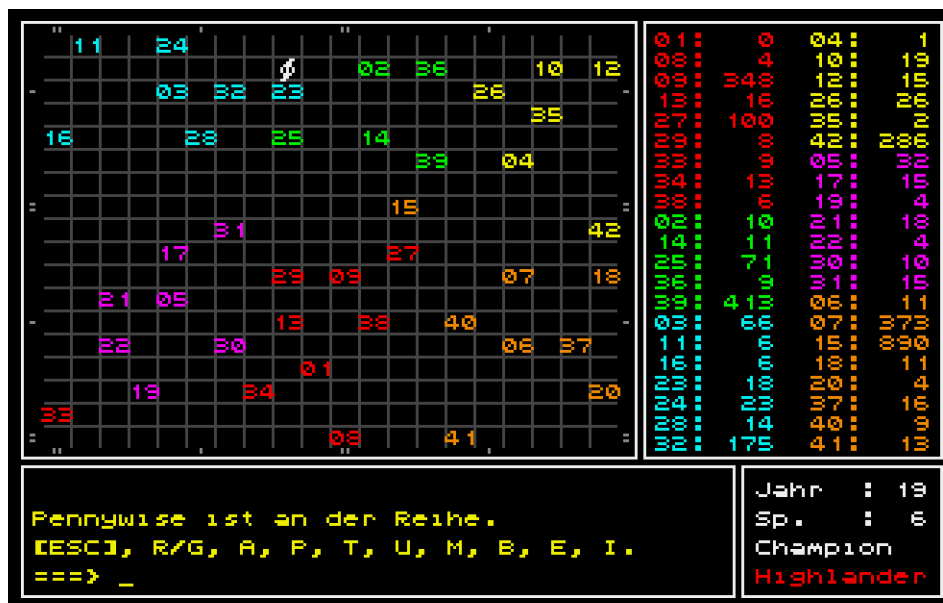 11 24
02 36 10 12
03 32 23 26
35
16 28 25 14
39 04
15
31 42
17 27
29 09 07 18
21 05
13 38 40
22 30 06 37
01
19 34 20
33
08 41
01: 0 04: 1
08: 4 10: 19
09: 348 12: 15
13: 16 26: 26
27: 100 35: 2
29: 8 42: 286
33: 9 05: 32
34: 13 17: 15
38: 6 19: 4
02: 10 21: 18
14: 11 22: 4
25: 71 30: 10
36: 9 31: 15
39: 413 06: 11
03: 66 07: 373
11: 6 15: 890
16: 6 18: 11
23: 18 20: 4
24: 23 37: 16
28: 14 40: 9
32: 175 41: 13
Pennywise ist an der Reihe.
[ESC], R/G, A, P, T, U, M, B, E, I.
===> _
Jahr : 19
Sp. : 6
Champion
Highlander